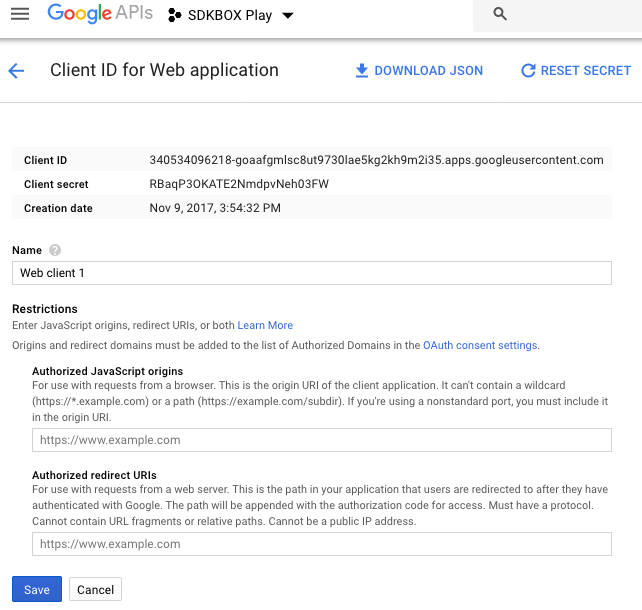 Google APIs SDKBOX Play
Client ID for Web application DOWNLOAD JSON RESET SECRET
Client ID 340534096218-goaafgmlsc8ut9730lae5kg2kh9m2i35.apps.googleusercontent.com
Client secret RBaqP3OKATE2NmdpvNeh03FW
Creation date Nov 9, 2017, 3:54:32 PM
Name ?
Web client 1
Restrictions
Enter JavaScript origins, redirect URIs, or both Learn More
Origins and redirect domains must be added to the list of Authorized Domains in the OAuth consent settings.
Authorized JavaScript origins
For use with requests from a browser. This is the origin URI of the client application. It can't contain a wildcard
(https://*.example.com) or a path (https://example.com/subdir). If you're using a nonstandard port, you must include it
in the origin URI.
https://www.example.com
Authorized redirect URIs
For use with requests from a web server. This is the path in your application that users are redirected to after they have
authenticated with Google. The path will be appended with the authorization code for access. Must have a protocol.
Cannot contain URL fragments or relative paths. Cannot be a public IP address.
https://www.example.com
Save Cancel